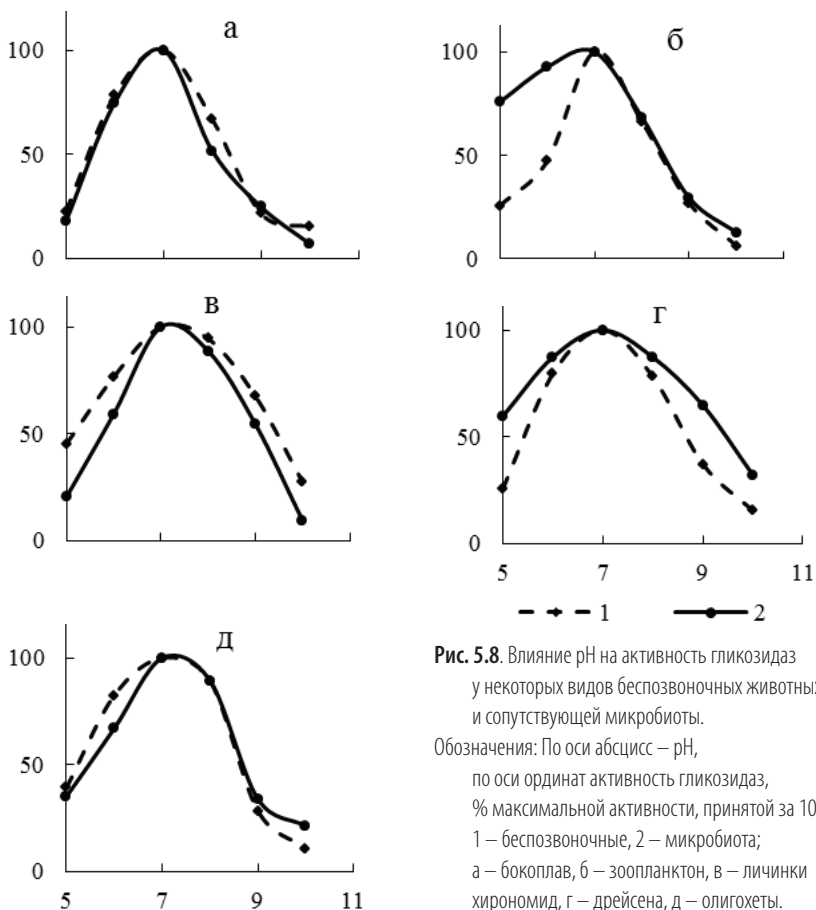 а
100
50
0
б
100
50
0
в
100
50
0
г
100
50
0
5 7 9 11
1 2
д
100
50
0
5 7 9 11
Рис. 5.8. Влияние pH на активность гликозидаз
у некоторых видов беспозвоночных животных
и сопутствующей микробиоты.
Обозначения: По оси абсцисс – pH,
по оси ординат активность гликозидаз,
% максимальной активности, принятой за 10
1 – беспозвоночные, 2 – микробиота;
а – бокоплав, б – зоопланктон, в – личинки
хирономид, г – дрейсена, д – олигохеты.